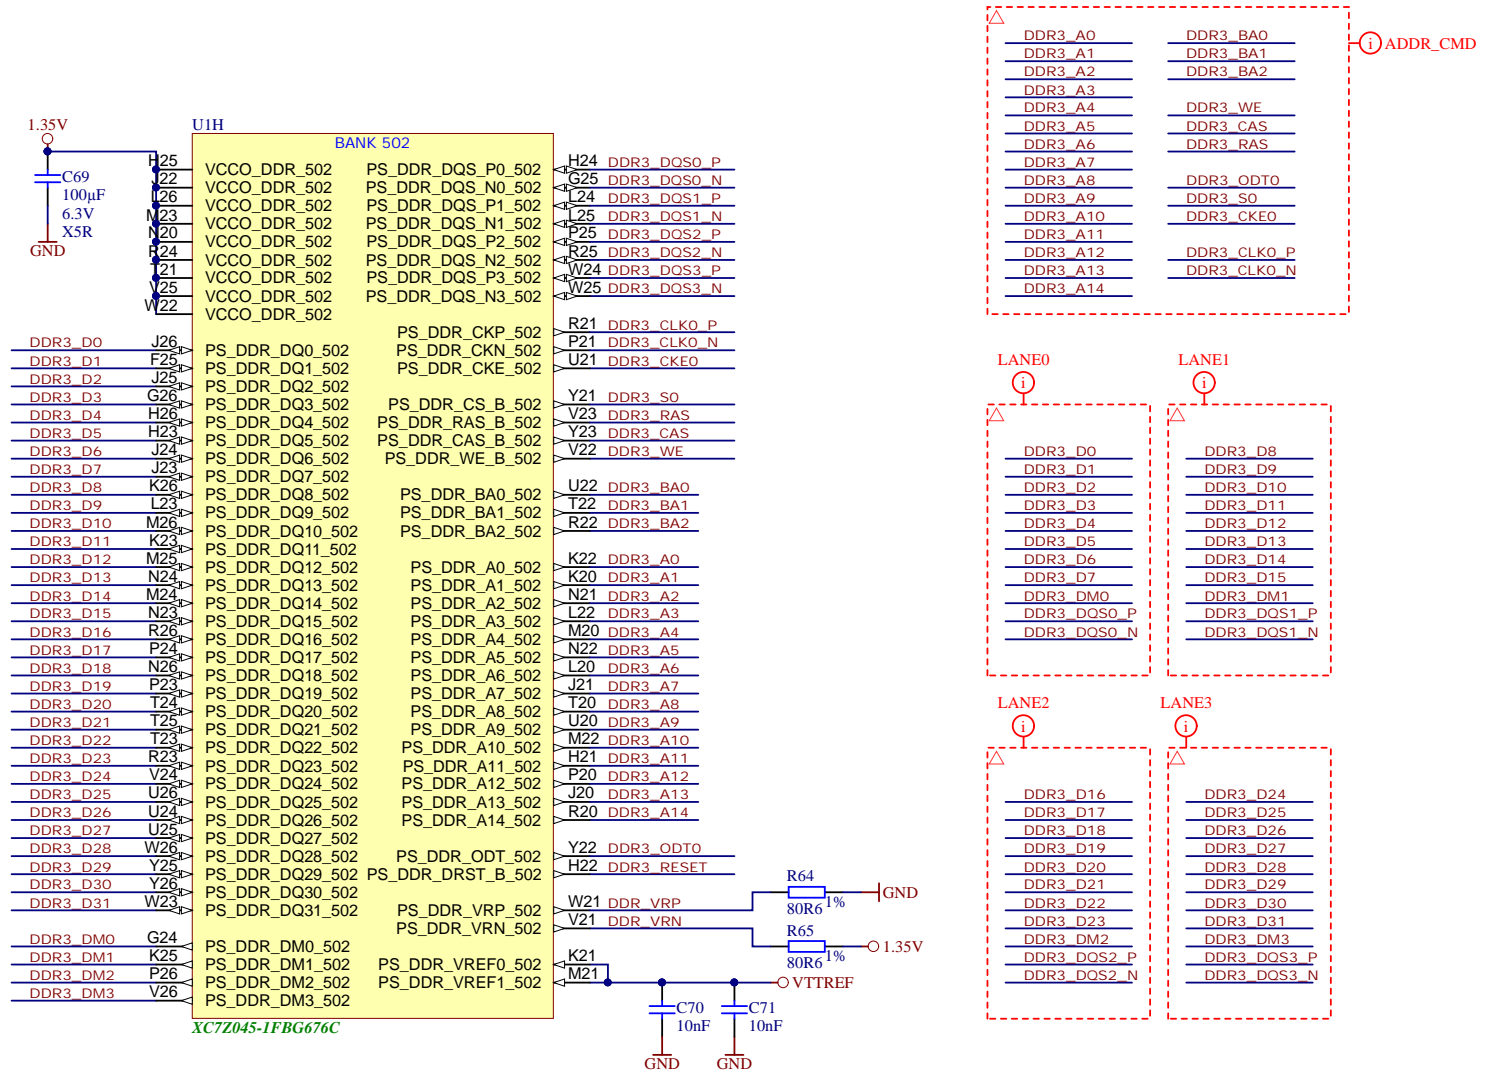 U1H
BANK 502
1.35V
C69
100µF
6.3V
X5R
GND
H25 VCCO_DDR_502
J22 VCCO_DDR_502
L26 VCCO_DDR_502
M23 VCCO_DDR_502
N20 VCCO_DDR_502
R24 VCCO_DDR_502
T21 VCCO_DDR_502
V25 VCCO_DDR_502
W22 VCCO_DDR_502
DDR3_D0 J26 PS_DDR_DQ0_502
DDR3_D1 F25 PS_DDR_DQ1_502
DDR3_D2 J25 PS_DDR_DQ2_502
DDR3_D3 G26 PS_DDR_DQ3_502
DDR3_D4 H26 PS_DDR_DQ4_502
DDR3_D5 H23 PS_DDR_DQ5_502
DDR3_D6 J24 PS_DDR_DQ6_502
DDR3_D7 J23 PS_DDR_DQ7_502
DDR3_D8 K26 PS_DDR_DQ8_502
DDR3_D9 L23 PS_DDR_DQ9_502
DDR3_D10 M26 PS_DDR_DQ10_502
DDR3_D11 K23 PS_DDR_DQ11_502
DDR3_D12 M25 PS_DDR_DQ12_502
DDR3_D13 N24 PS_DDR_DQ13_502
DDR3_D14 M24 PS_DDR_DQ14_502
DDR3_D15 N23 PS_DDR_DQ15_502
DDR3_D16 R26 PS_DDR_DQ16_502
DDR3_D17 P24 PS_DDR_DQ17_502
DDR3_D18 N26 PS_DDR_DQ18_502
DDR3_D19 P23 PS_DDR_DQ19_502
DDR3_D20 T24 PS_DDR_DQ20_502
DDR3_D21 T25 PS_DDR_DQ21_502
DDR3_D22 T23 PS_DDR_DQ22_502
DDR3_D23 R23 PS_DDR_DQ23_502
DDR3_D24 V24 PS_DDR_DQ24_502
DDR3_D25 U26 PS_DDR_DQ25_502
DDR3_D26 U24 PS_DDR_DQ26_502
DDR3_D27 U25 PS_DDR_DQ27_502
DDR3_D28 W26 PS_DDR_DQ28_502
DDR3_D29 Y25 PS_DDR_DQ29_502
DDR3_D30 Y26 PS_DDR_DQ30_502
DDR3_D31 W23 PS_DDR_DQ31_502
DDR3_DM0 G24 PS_DDR_DM0_502
DDR3_DM1 K25 PS_DDR_DM1_502
DDR3_DM2 P26 PS_DDR_DM2_502
DDR3_DM3 V26 PS_DDR_DM3_502
PS_DDR_DQS_P0_502 H24 DDR3_DQS0_P
PS_DDR_DQS_N0_502 G25 DDR3_DQS0_N
PS_DDR_DQS_P1_502 L24 DDR3_DQS1_P
PS_DDR_DQS_N1_502 L25 DDR3_DQS1_N
PS_DDR_DQS_P2_502 P25 DDR3_DQS2_P
PS_DDR_DQS_N2_502 R25 DDR3_DQS2_N
PS_DDR_DQS_P3_502 W24 DDR3_DQS3_P
PS_DDR_DQS_N3_502 W25 DDR3_DQS3_N
PS_DDR_CKP_502 R21 DDR3_CLK0_P
PS_DDR_CKN_502 P21 DDR3_CLK0_N
PS_DDR_CKE_502 U21 DDR3_CKE0
PS_DDR_CS_B_502 Y21 DDR3_S0
PS_DDR_RAS_B_502 V23 DDR3_RAS
PS_DDR_CAS_B_502 Y23 DDR3_CAS
PS_DDR_WE_B_502 V22 DDR3_WE
PS_DDR_BA0_502 U22 DDR3_BA0
PS_DDR_BA1_502 T22 DDR3_BA1
PS_DDR_BA2_502 R22 DDR3_BA2
PS_DDR_A0_502 K22 DDR3_A0
PS_DDR_A1_502 K20 DDR3_A1
PS_DDR_A2_502 N21 DDR3_A2
PS_DDR_A3_502 L22 DDR3_A3
PS_DDR_A4_502 M20 DDR3_A4
PS_DDR_A5_502 N22 DDR3_A5
PS_DDR_A6_502 L20 DDR3_A6
PS_DDR_A7_502 J21 DDR3_A7
PS_DDR_A8_502 T20 DDR3_A8
PS_DDR_A9_502 U20 DDR3_A9
PS_DDR_A10_502 M22 DDR3_A10
PS_DDR_A11_502 H21 DDR3_A11
PS_DDR_A12_502 P20 DDR3_A12
PS_DDR_A13_502 J20 DDR3_A13
PS_DDR_A14_502 R20 DDR3_A14
PS_DDR_ODT_502 Y22 DDR3_ODT0
PS_DDR_DRST_B_502 H22 DDR3_RESET
PS_DDR_VRP_502 W21 DDR_VRP
PS_DDR_VRN_502 V21 DDR_VRN
PS_DDR_VREF0_502 K21
PS_DDR_VREF1_502 M21
R64
80R6 1%
GND
R65
80R6 1%
1.35V
VTTREF
C70
10nF
GND
C71
10nF
GND
XC7Z045-1FBG676C
ADDR_CMD
DDR3_A0
DDR3_A1
DDR3_A2
DDR3_A3
DDR3_A4
DDR3_A5
DDR3_A6
DDR3_A7
DDR3_A8
DDR3_A9
DDR3_A10
DDR3_A11
DDR3_A12
DDR3_A13
DDR3_A14
DDR3_BA0
DDR3_BA1
DDR3_BA2
DDR3_WE
DDR3_CAS
DDR3_RAS
DDR3_ODT0
DDR3_S0
DDR3_CKE0
DDR3_CLK0_P
DDR3_CLK0_N
LANE0
DDR3_D0
DDR3_D1
DDR3_D2
DDR3_D3
DDR3_D4
DDR3_D5
DDR3_D6
DDR3_D7
DDR3_DM0
DDR3_DQS0_P
DDR3_DQS0_N
LANE1
DDR3_D8
DDR3_D9
DDR3_D10
DDR3_D11
DDR3_D12
DDR3_D13
DDR3_D14
DDR3_D15
DDR3_DM1
DDR3_DQS1_P
DDR3_DQS1_N
LANE2
DDR3_D16
DDR3_D17
DDR3_D18
DDR3_D19
DDR3_D20
DDR3_D21
DDR3_D22
DDR3_D23
DDR3_DM2
DDR3_DQS2_P
DDR3_DQS2_N
LANE3
DDR3_D24
DDR3_D25
DDR3_D26
DDR3_D27
DDR3_D28
DDR3_D29
DDR3_D30
DDR3_D31
DDR3_DM3
DDR3_DQS3_P
DDR3_DQS3_N